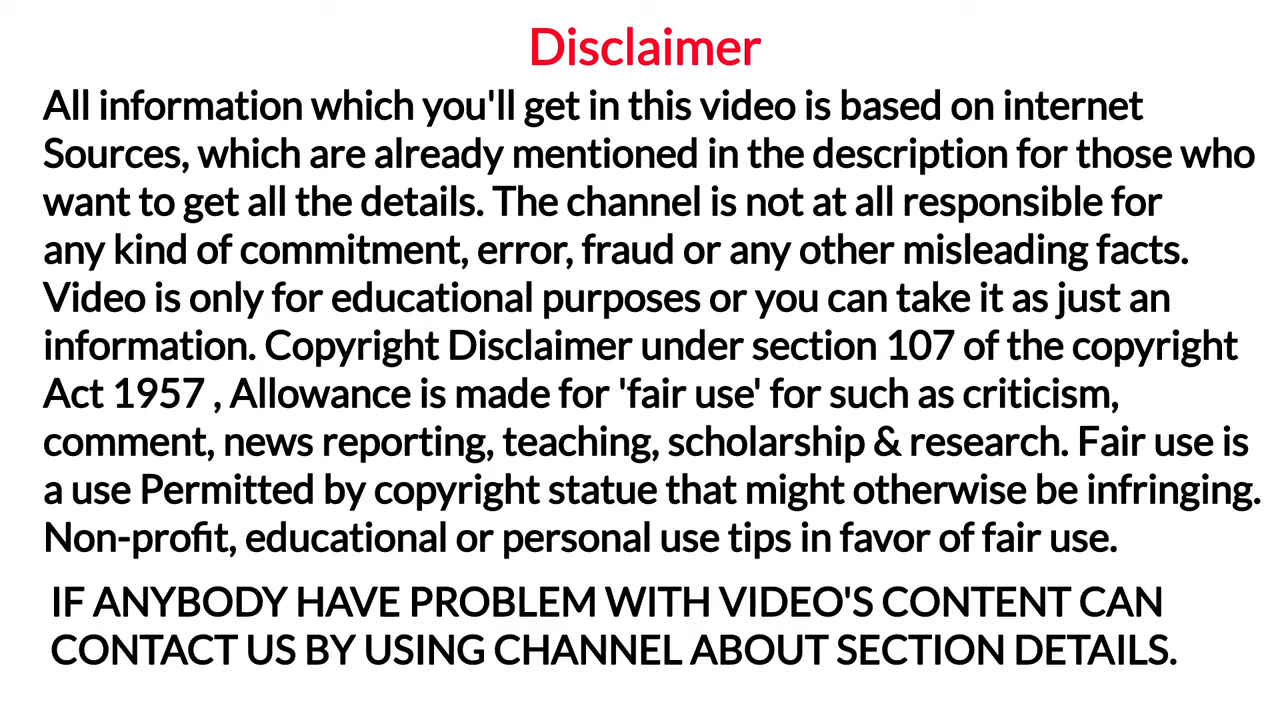 Disclaimer
All information which you'll get in this video is based on internet
Sources, which are already mentioned in the description for those who
want to get all the details. The channel is not at all responsible for
any kind of commitment, error, fraud or any other misleading facts.
Video is only for educational purposes or you can take it as just an
information. Copyright Disclaimer under section 107 of the copyright
Act 1957 , Allowance is made for 'fair use' for such as criticism,
comment, news reporting, teaching, scholarship & research. Fair use is
a use Permitted by copyright statue that might otherwise be infringing.
Non-profit, educational or personal use tips in favor of fair use.
IF ANYBODY HAVE PROBLEM WITH VIDEO'S CONTENT CAN
CONTACT US BY USING CHANNEL ABOUT SECTION DETAILS.